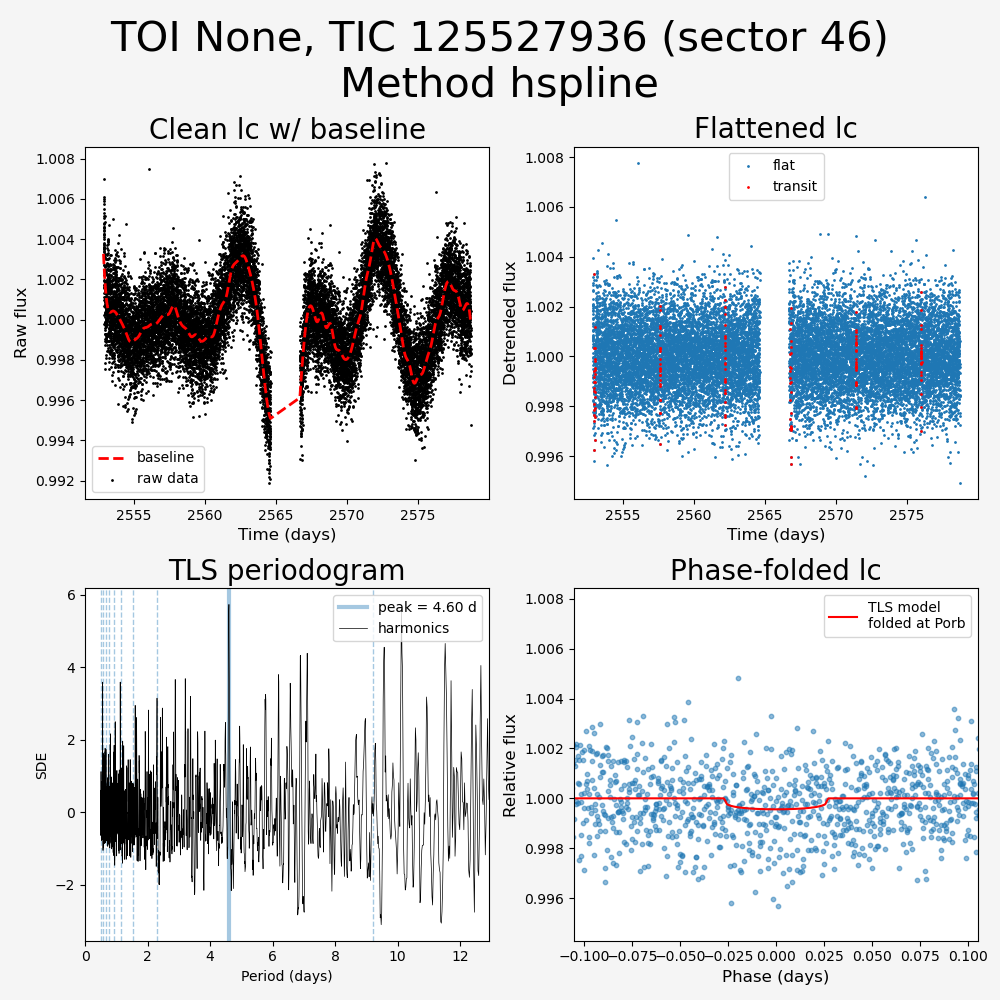 TOI None, TIC 125527936 (sector 46)
Method hspline
Clean lc w/ baseline
Raw flux
1.008
1.006
1.004
1.002
1.000
0.998
0.996
0.994
0.992
baseline
raw data
2555
2560
2565
2570
2575
Time (days)
Flattened lc
Detrended flux
1.008
1.006
1.004
1.002
1.000
0.998
0.996
flat
transit
2555
2560
2565
2570
2575
Time (days)
TLS periodogram
SDE
6
4
2
0
−2
peak = 4.60 d
harmonics
0
2
4
6
8
10
12
Period (days)
Phase-folded lc
Relative flux
1.008
1.006
1.004
1.002
1.000
0.998
0.996
TLS model
folded at Porb
−0.100
−0.075
−0.050
−0.025
0.000
0.025
0.050
0.075
0.100
Phase (days)